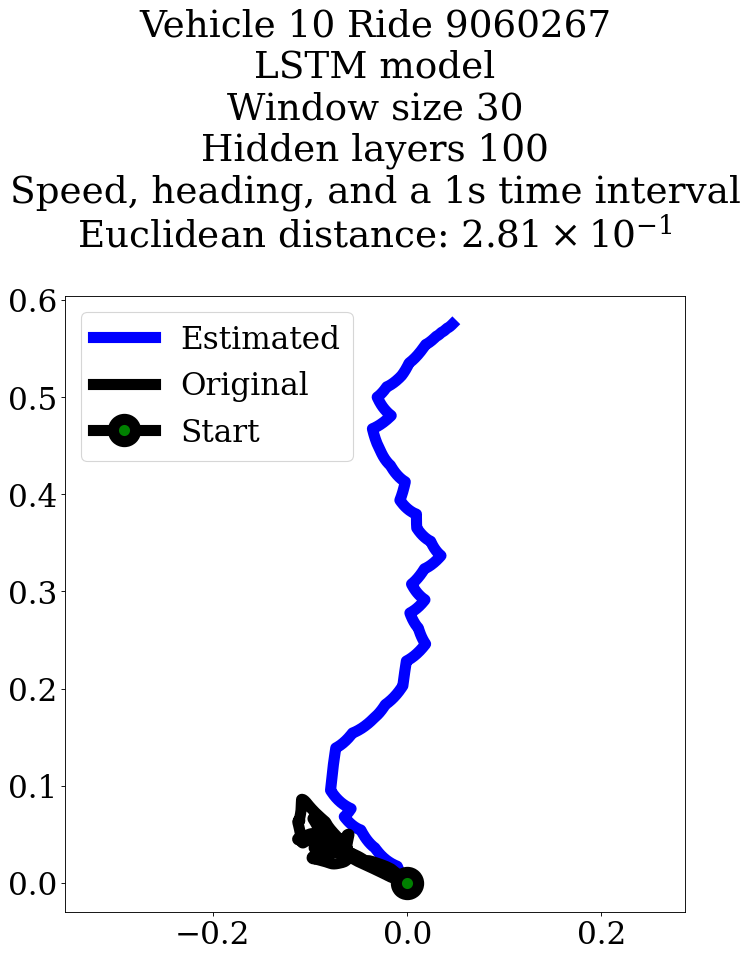 Vehicle 10 Ride 9060267
LSTM model
Window size 30
Hidden layers 100
Speed, heading, and a 1s time interval
Euclidean distance: 2.81 × 10⁻¹
0.6
Estimated
Original
Start
0.5
0.4
0.3
0.2
0.1
0.0
−0.2
0.0
0.2